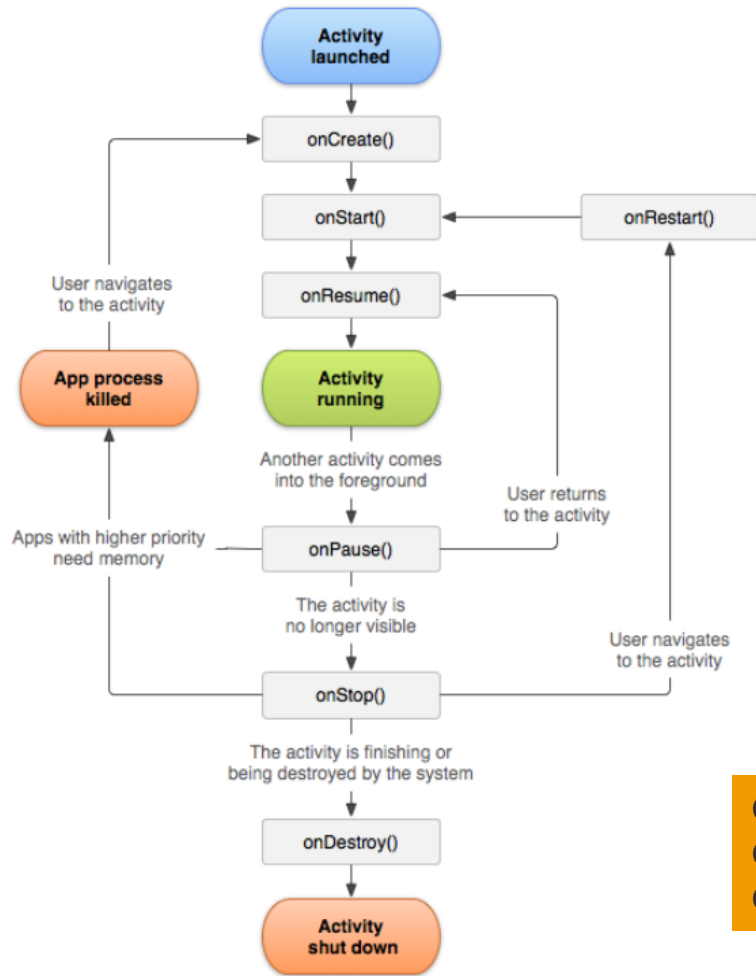 Activity
launched
onCreate()
onStart()
onRestart()
onResume()
User navigates
to the activity
App process
killed
Activity
running
Another activity comes
into the foreground
User returns
to the activity
Apps with higher priority
need memory
onPause()
The activity is
no longer visible
User navigates
to the activity
onStop()
The activity is finishing or
being destroyed by the system
onDestroy()
Activity
shut down